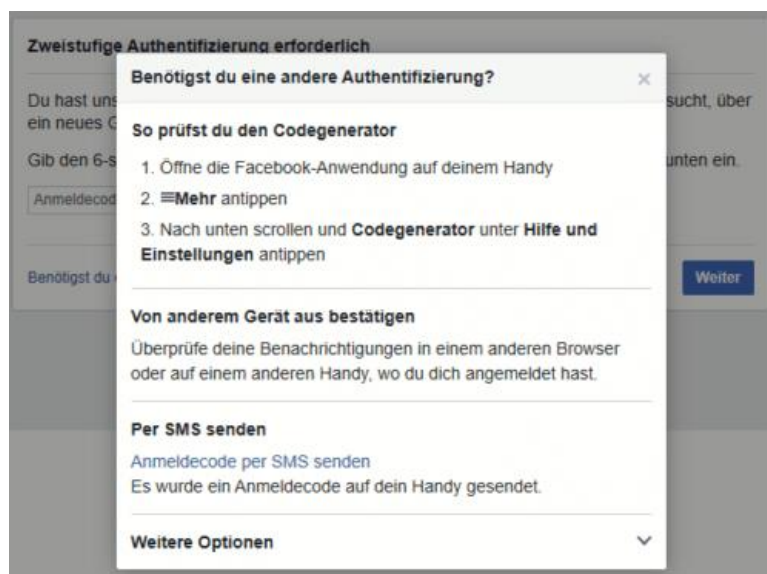 Zweistufige Authentifizierung erforderlich
Benötigst du eine andere Authentifizierung?
×
Du hast uns
sucht, über
ein neues
So prüfst du den Codegenerator
Gib den 6-s
unten ein.
1. Öffne die Facebook-Anwendung auf deinem Handy
2. ≡Mehr antippen
Anmeldecod
3. Nach unten scrollen und Codegenerator unter Hilfe und
Einstellungen antippen
Benötigst du
Weiter
Von anderem Gerät aus bestätigen
Überprüfe deine Benachrichtigungen in einem anderen Browser
oder auf einem anderen Handy, wo du dich angemeldet hast.
Per SMS senden
Anmeldecode per SMS senden
Es wurde ein Anmeldecode auf dein Handy gesendet.
Weitere Optionen